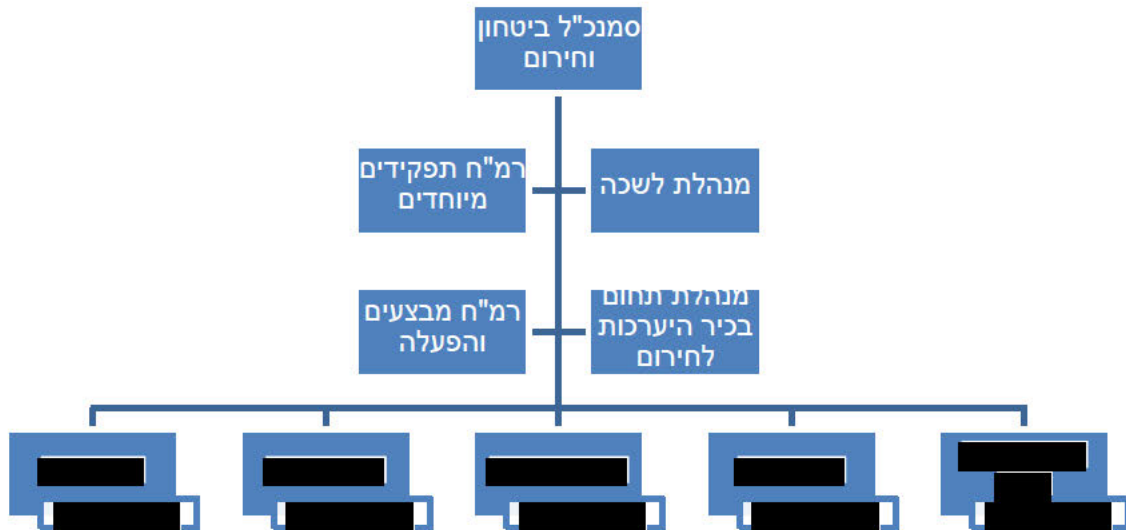 סמנכ"ל ביטחון
וחירום
מנהלת לשכה
רמ"ח תפקידים
מיוחדים
מנהלת תחום
בכיר היערכות
לחירום
רמ"ח מבצעים
והפעלה